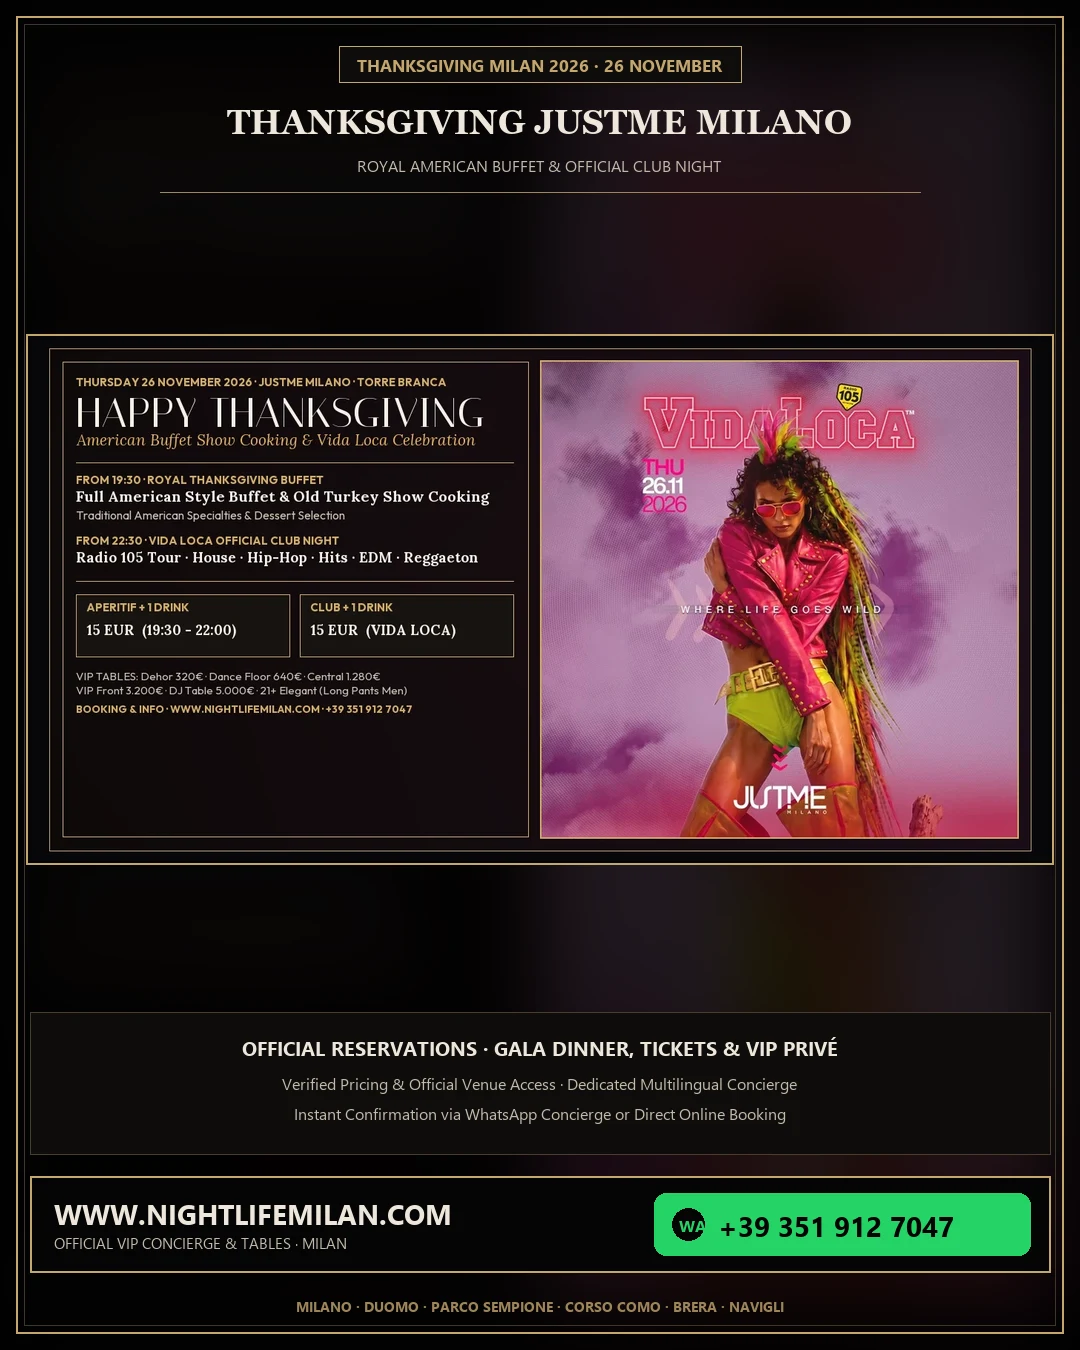 THANKSGIVING MILAN 2026 · 26 NOVEMBER
THANKSGIVING JUSTME MILANO
ROYAL AMERICAN BUFFET & OFFICIAL CLUB NIGHT
THURSDAY 26 NOVEMBER 2026 · JUSTME MILANO · TORRE BRANCA
HAPPY THANKSGIVING
American Buffet Show Cooking & Vida Loca Celebration
FROM 19:30 · ROYAL THANKSGIVING BUFFET
Full American Style Buffet & Old Turkey Show Cooking
Traditional American Specialties & Dessert Selection
FROM 22:30 · VIDA LOCA OFFICIAL CLUB NIGHT
Radio 105 Tour · House · Hip-Hop · Hits · EDM · Reggaeton
APERITIF + 1 DRINK
15 EUR (19:30 - 22:00)
CLUB + 1 DRINK
15 EUR (VIDA LOCA)
VIP TABLES: Dehor 320€ · Dance Floor 640€ · Central 1.280€
VIP Front 3.200€ · DJ Table 5.000€ · 21+ Elegant (Long Pants Men)
BOOKING & INFO · WWW.NIGHTLIFEMILAN.COM · +39 351 912 7047
RADIO
105
VIDA LOCA™
THU
26.11
2026
WHERE LIFE GOES WILD
JUSTME
MILANO
OFFICIAL RESERVATIONS · GALA DINNER, TICKETS & VIP PRIVÉ
Verified Pricing & Official Venue Access · Dedicated Multilingual Concierge
Instant Confirmation via WhatsApp Concierge or Direct Online Booking
WWW.NIGHTLIFEMILAN.COM
OFFICIAL VIP CONCIERGE & TABLES · MILAN
WA +39 351 912 7047
MILANO · DUOMO · PARCO SEMPIONE · CORSO COMO · BRERA · NAVIGLI